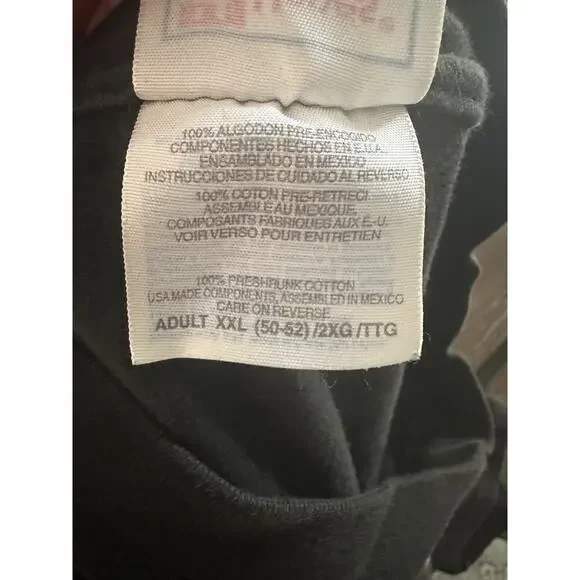 100% ALGODON PRE-ENCOGIDO
COMPONENTES HECHOS EN E.U.A.
ENSAMBLADO EN MEXICO
INSTRUCCIONES DE CUIDADO AL REVERSO
100% COTON PRE-RETRECI
ASSEMBLE AU MEXIQUE,
COMPOSANTS FABRIQUES AUX E.-U.
VOIR VERSO POUR ENTRETIEN
100% PRESHRUNK COTTON
USA MADE COMPONENTS, ASSEMBLED IN MEXICO
CARE ON REVERSE
ADULT XXL (50-52) /2XG /TTG